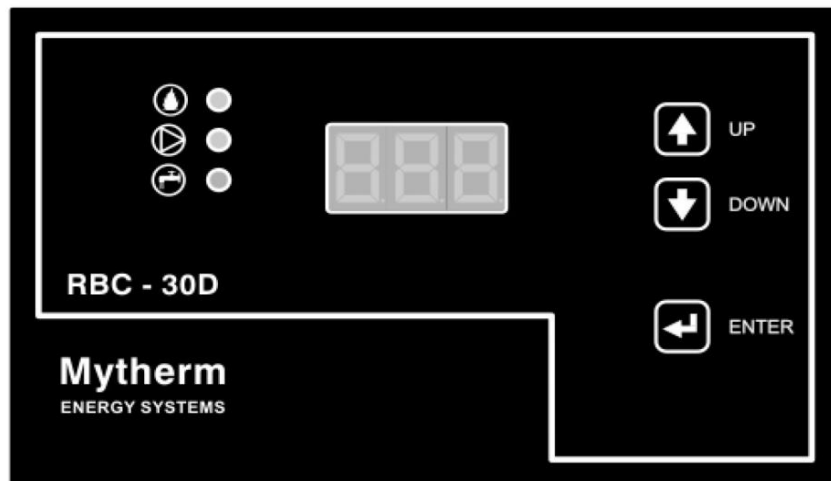 UP
DOWN
RBC - 30D
ENTER
Mytherm
ENERGY SYSTEMS